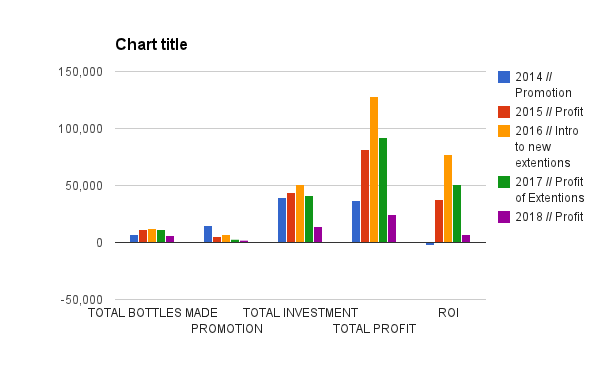 Chart title
150,000
100,000
50,000
0
-50,000
TOTAL BOTTLES MADE
PROMOTION
TOTAL INVESTMENT
TOTAL PROFIT
ROI
2014 //
Promotion
2015 // Profit
2016 // Intro
to new
extentions
2017 // Profit
of Extentions
2018 // Profit